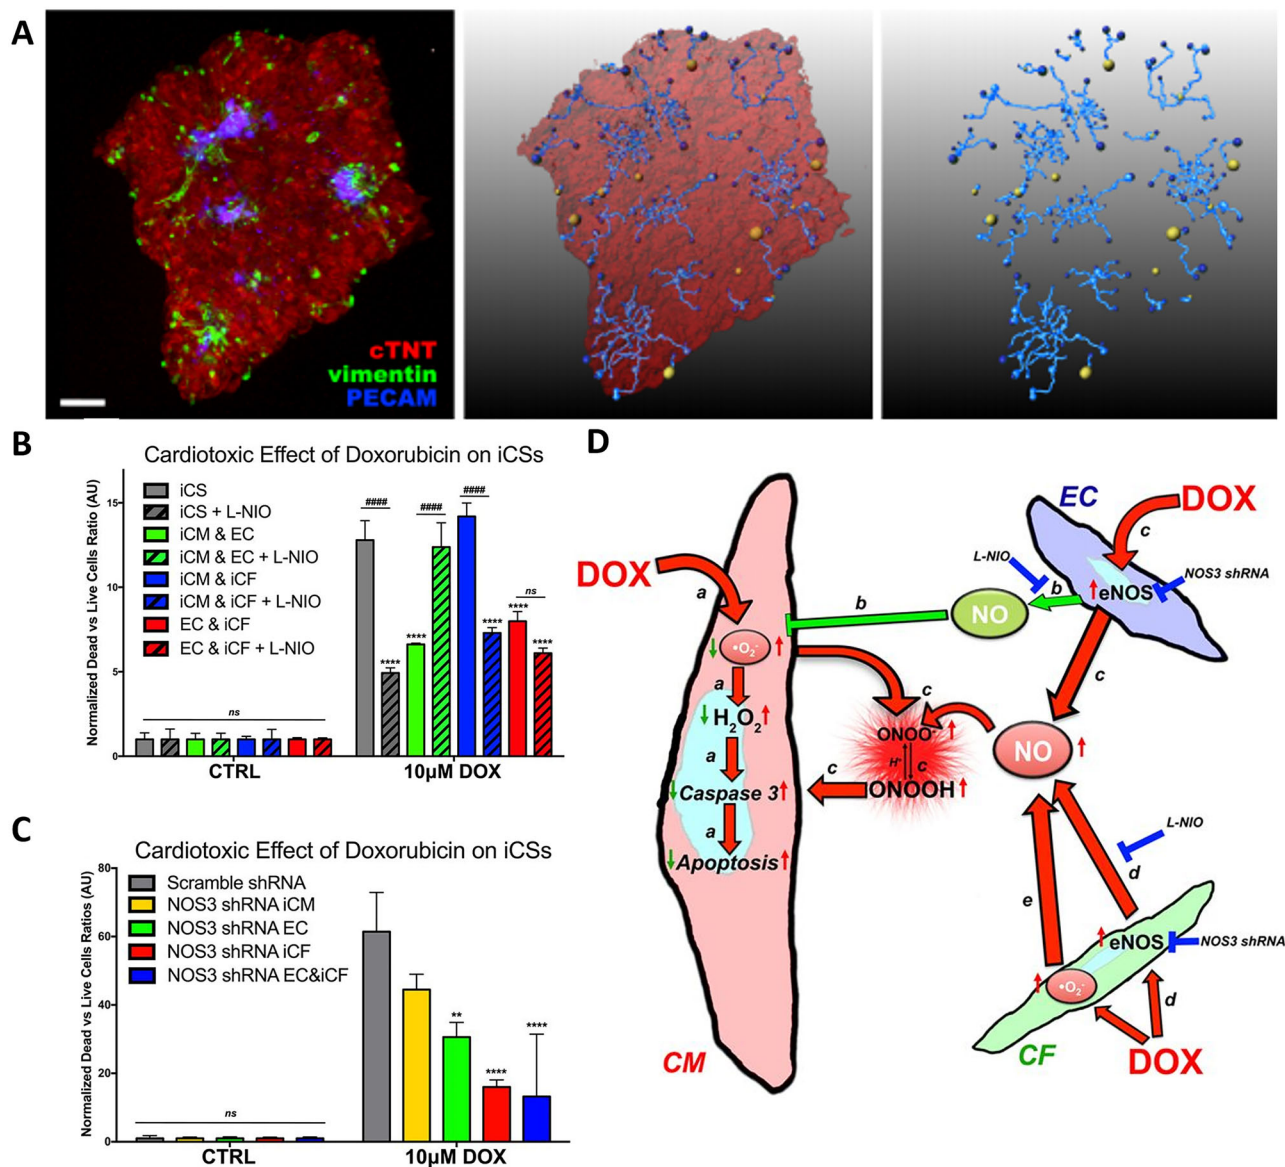 A
cTNT
vimentin
PECAM
B
Cardiotoxic Effect of Doxorubicin on iCSs
Normalized Dead vs Live Cells Ratio (AU)
15
10
5
0
iCS
iCS + L-NIO
iCM & EC
iCM & EC + L-NIO
iCM & iCF
iCM & iCF + L-NIO
EC & iCF
EC & iCF + L-NIO
ns
####
####
####
ns
****
****
****
****
****
CTRL
10µM DOX
C
Cardiotoxic Effect of Doxorubicin on iCSs
Normalized Dead vs Live Cells Ratios (AU)
80
60
40
20
0
Scramble shRNA
NOS3 shRNA iCM
NOS3 shRNA EC
NOS3 shRNA iCF
NOS3 shRNA EC&iCF
ns
**
****
****
CTRL
10µM DOX
D
EC
DOX
c
L-NIO
NOS3 shRNA
eNOS
b
NO
b
DOX
a
•O₂⁻
a
H₂O₂
a
Caspase 3
a
Apoptosis
CM
c
ONOO⁻
H⁺
c
ONOOH
c
c
NO
L-NIO
d
e
eNOS
NOS3 shRNA
•O₂⁻
d
CF
DOX